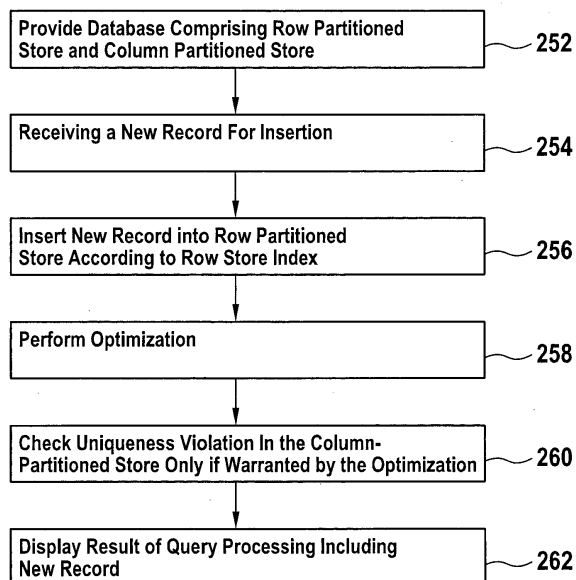 Provide Database Comprising Row Partitioned
Store and Column Partitioned Store
252
Receiving a New Record For Insertion
254
Insert New Record into Row Partitioned
Store According to Row Store Index
256
Perform Optimization
258
Check Uniqueness Violation In the Column-
Partitioned Store Only if Warranted by the Optimization
260
Display Result of Query Processing Including
New Record
262